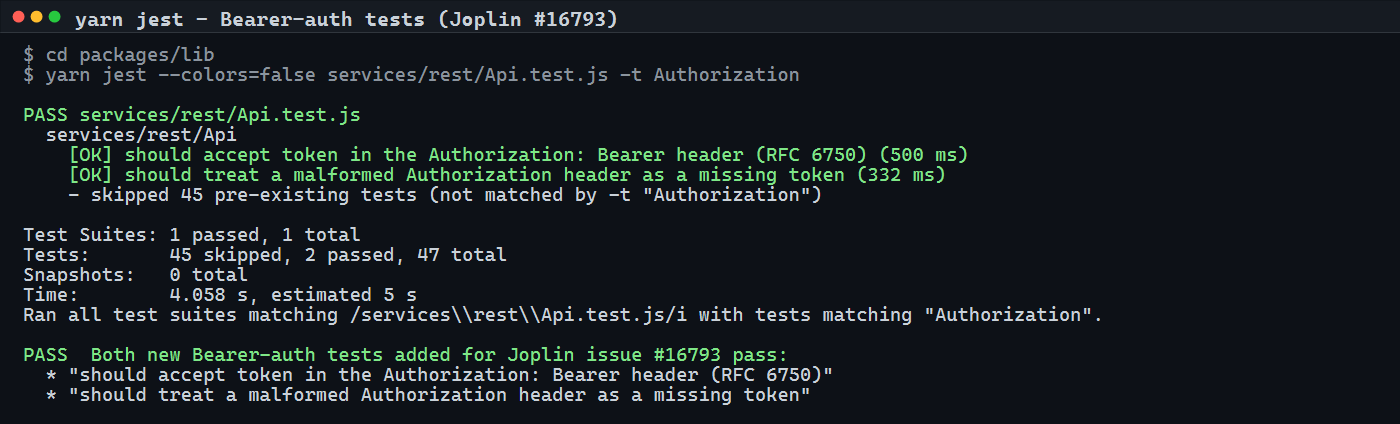 yarn jest - Bearer-auth tests (Joplin #16793)
$ cd packages/lib
$ yarn jest --colors=false services/rest/Api.test.js -t Authorization
PASS services/rest/Api.test.js
services/rest/Api
[OK] should accept token in the Authorization: Bearer header (RFC 6750) (500 ms)
[OK] should treat a malformed Authorization header as a missing token (332 ms)
- skipped 45 pre-existing tests (not matched by -t "Authorization")
Test Suites: 1 passed, 1 total
Tests:       45 skipped, 2 passed, 47 total
Snapshots:   0 total
Time:        4.058 s, estimated 5 s
Ran all test suites matching /services\\rest\\Api.test.js/i with tests matching "Authorization".
PASS  Both new Bearer-auth tests added for Joplin issue #16793 pass:
* "should accept token in the Authorization: Bearer header (RFC 6750)"
* "should treat a malformed Authorization header as a missing token"